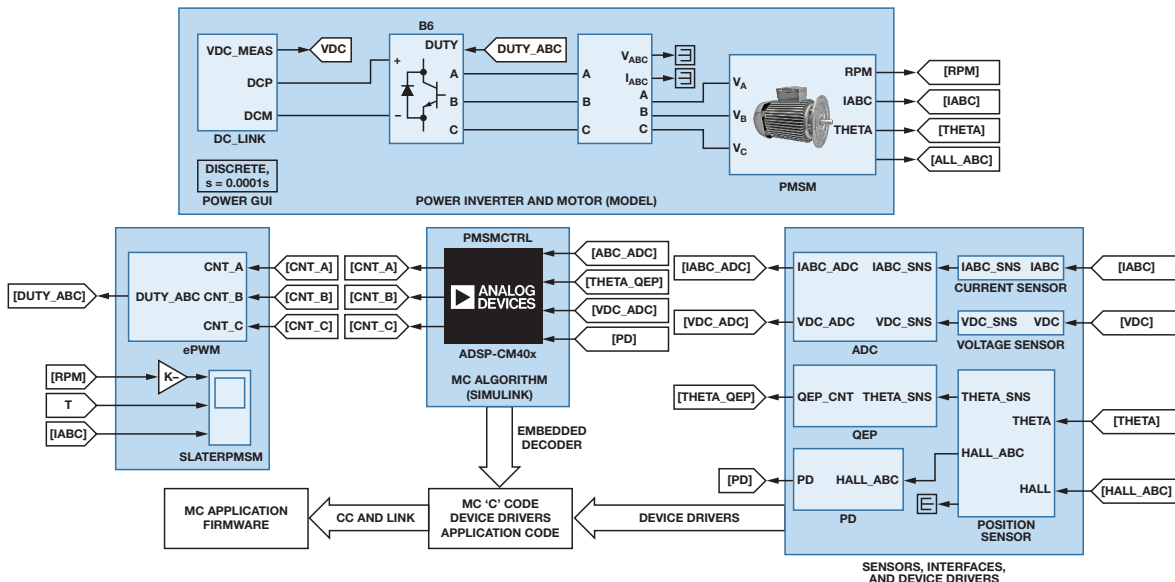 B6
VDC_MEAS
VDC
DUTY
DUTY_ABC
DCP
DCM
DC_LINK
+
–
A
B
C
A
B
C
VABC
IABC
A
B
C
VA
VB
VC
RPM
IABC
THETA
PMSM
[RPM]
[IABC]
[THETA]
[ALL_ABC]
DISCRETE,
s = 0.0001s
POWER GUI
POWER INVERTER AND MOTOR (MODEL)
[DUTY_ABC]
CNT_A
DUTY_ABC CNT_B
CNT_C
ePWM
[CNT_A]
[CNT_B]
[CNT_C]
[CNT_A]
[CNT_B]
[CNT_C]
[RPM]
K–
T
[IABC]
SLATERPMSM
PMSMCTRL
ANALOG
DEVICES
ADSP-CM40x
MC ALGORITHM
(SIMULINK)
[ABC_ADC]
[THETA_QEP]
[VDC_ADC]
[PD]
EMBEDDED
DECODER
MC APPLICATION
FIRMWARE
CC AND LINK
MC ‘C’ CODE
DEVICE DRIVERS
APPLICATION CODE
DEVICE DRIVERS
[IABC_ADC]
[VDC_ADC]
IABC_ADC IABC_SNS
VDC_ADC VDC_SNS
ADC
IABC_SNS IABC
CURRENT SENSOR
VDC_SNS VDC
VOLTAGE SENSOR
[IABC]
[VDC]
[THETA_QEP]
QEP_CNT THETA_SNS
QEP
[PD]
PD HALL_ABC
PD
THETA_SNS
THETA
HALL_ABC
HALL
POSITION
SENSOR
[THETA]
[HALL_ABC]
SENSORS, INTERFACES,
AND DEVICE DRIVERS